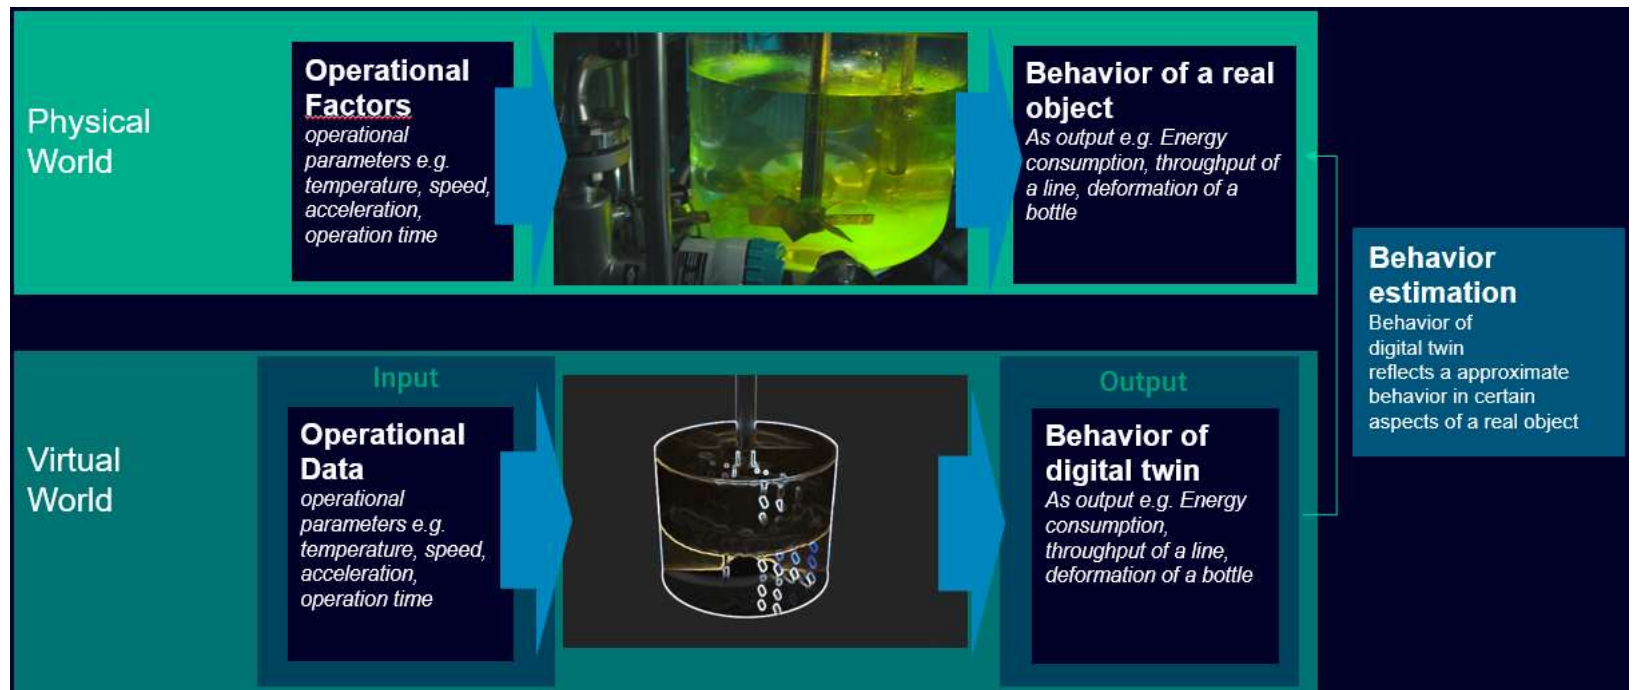 Physical
World
Operational
Factors
operational
parameters e.g.
temperature, speed,
acceleration,
operation time
Behavior of a real
object
As output e.g. Energy
consumption, throughput of
a line, deformation of a
bottle
Behavior
estimation
Behavior of
digital twin
reflects a approximate
behavior in certain
aspects of a real object
Virtual
World
Input
Operational
Data
operational
parameters e.g.
temperature, speed,
acceleration,
operation time
Output
Behavior of
digital twin
As output e.g. Energy
consumption,
throughput of a line,
deformation of a bottle